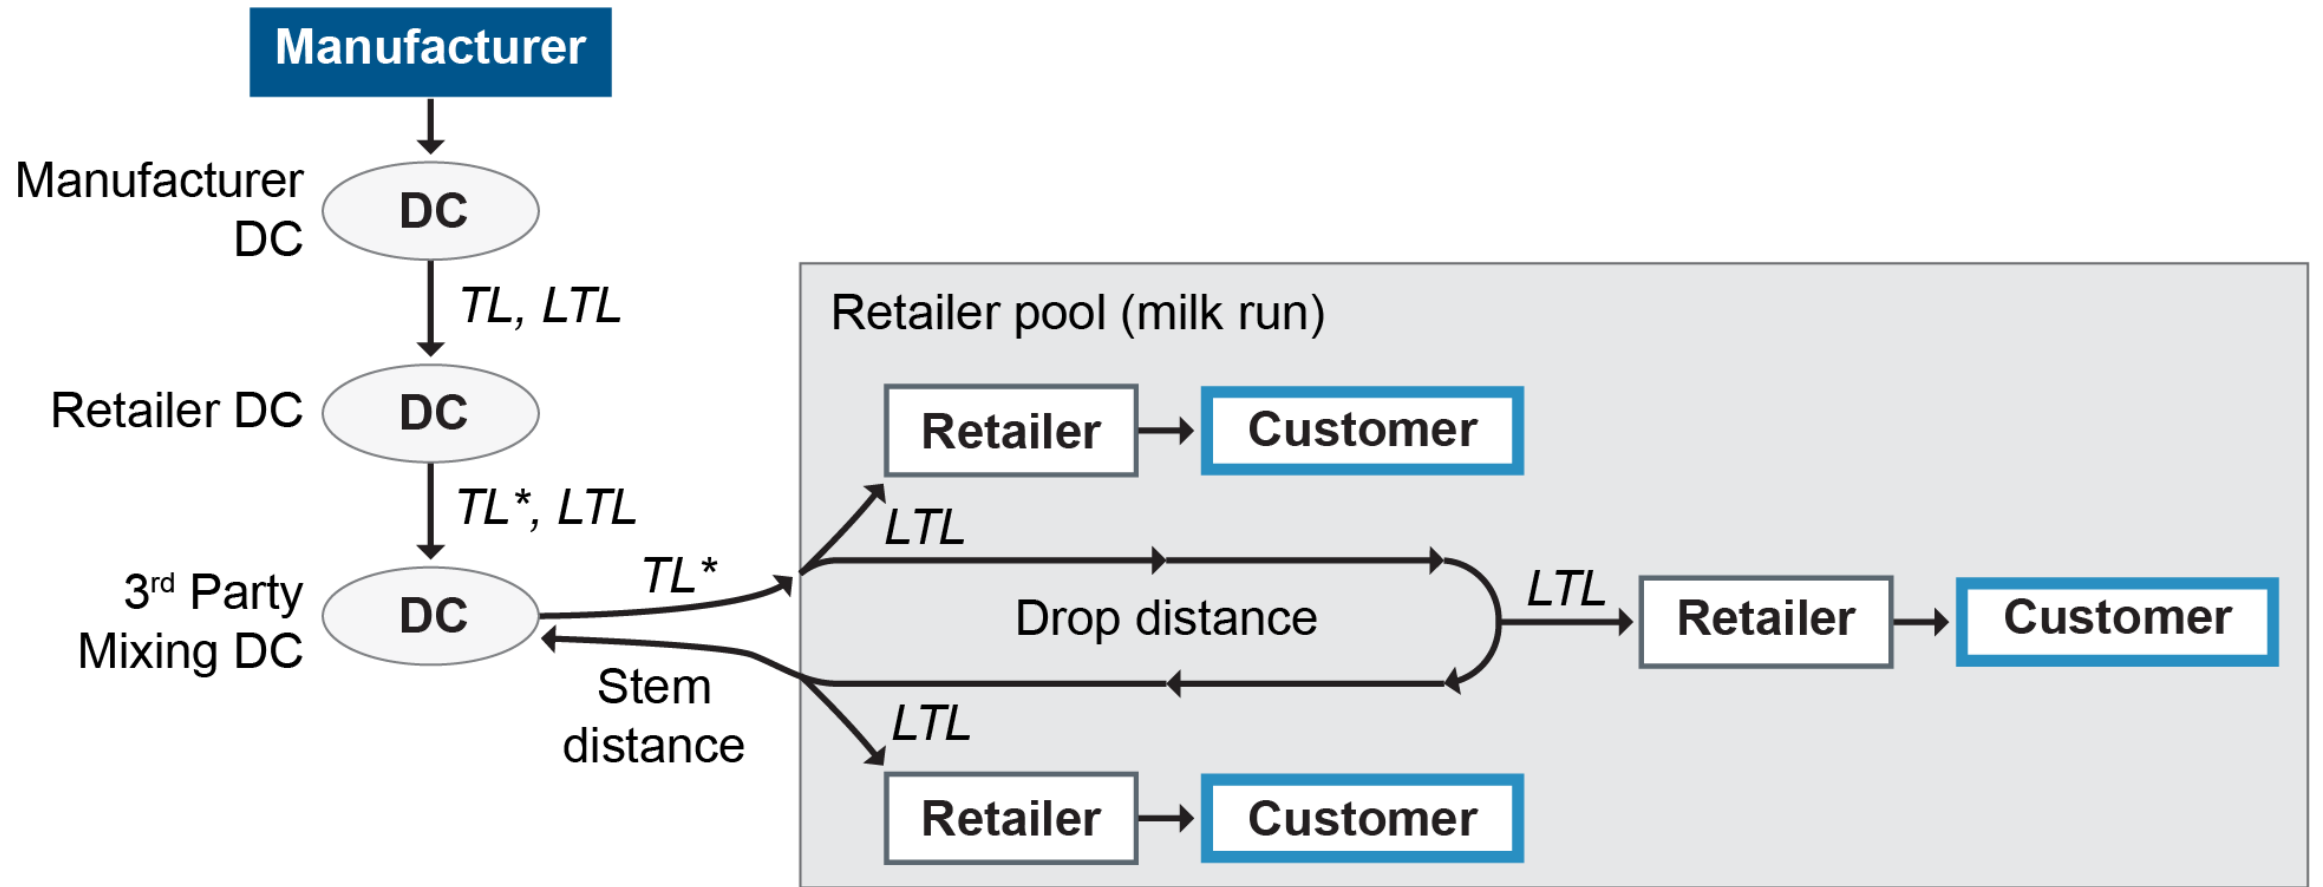 Manufacturer
Manufacturer
DC
DC
TL, LTL
Retailer DC
DC
TL*, LTL
3rd Party
Mixing DC
DC
TL*
Stem
distance
Retailer pool (milk run)
Retailer
Customer
LTL
Drop distance
LTL
Retailer
Customer
LTL
Retailer
Customer